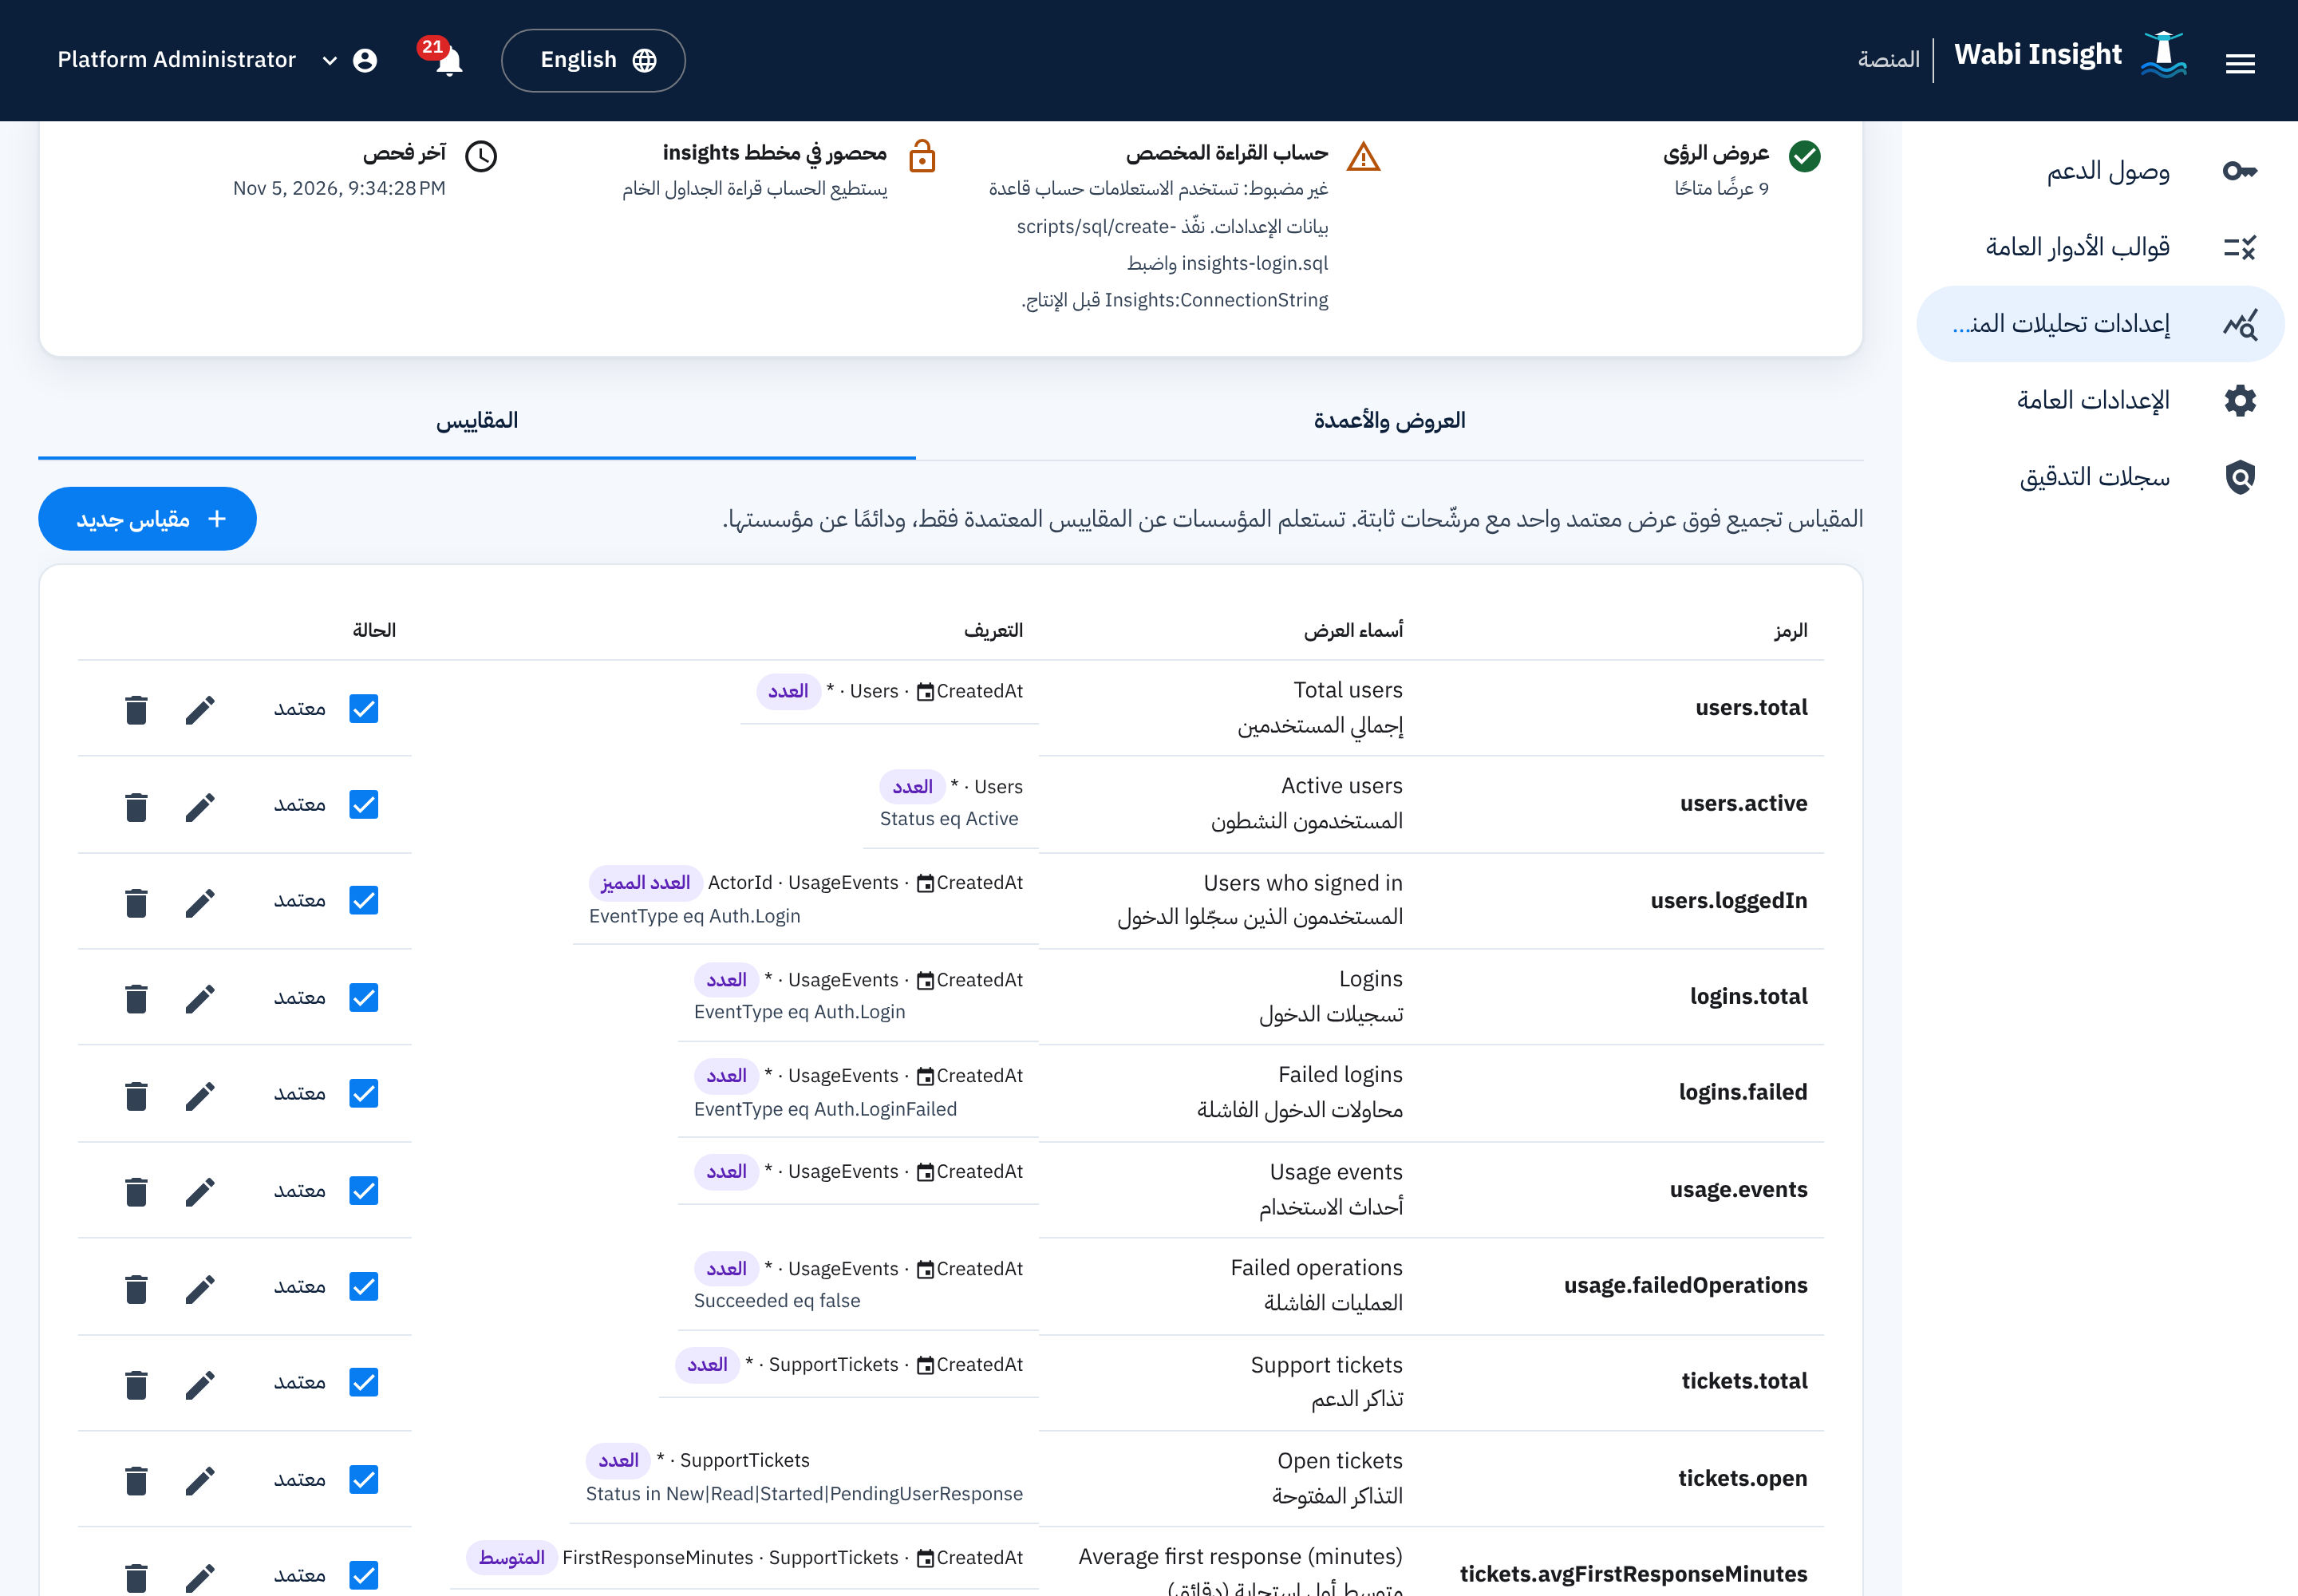 Wabi Insight
المنصة
English
21
Platform Administrator
وصول الدعم
قوالب الأدوار العامة
إعدادات تحليلات المنـ...
الإعدادات العامة
سجلات التدقيق
عروض الرؤى
9 عرضًا متاحًا
حساب القراءة المخصص
غير مضبوط: تستخدم الاستعلامات حساب قاعدة
بيانات الإعدادات. نفّذ scripts/sql/create-
insights-login.sql واضبط
Insights:ConnectionString قبل الإنتاج.
محصور في مخطط insights
يستطيع الحساب قراءة الجداول الخام
آخر فحص
Nov 5, 2026, 9:34:28 PM
العروض والأعمدة
المقاييس
المقياس تجميع فوق عرض معتمد واحد مع مرشّحات ثابتة. تستعلم المؤسسات عن المقاييس المعتمدة فقط، ودائمًا عن مؤسستها.
+ مقياس جديد
الرمز
أسماء العرض
التعريف
الحالة
users.total
Total users
إجمالي المستخدمين
العدد * · Users · CreatedAt
معتمد
users.active
Active users
المستخدمون النشطون
العدد * · Users
Status eq Active
معتمد
users.loggedIn
Users who signed in
المستخدمون الذين سجّلوا الدخول
العدد المميز ActorId · UsageEvents · CreatedAt
EventType eq Auth.Login
معتمد
logins.total
Logins
تسجيلات الدخول
العدد * · UsageEvents · CreatedAt
EventType eq Auth.Login
معتمد
logins.failed
Failed logins
محاولات الدخول الفاشلة
العدد * · UsageEvents · CreatedAt
EventType eq Auth.LoginFailed
معتمد
usage.events
Usage events
أحداث الاستخدام
العدد * · UsageEvents · CreatedAt
معتمد
usage.failedOperations
Failed operations
العمليات الفاشلة
العدد * · UsageEvents · CreatedAt
Succeeded eq false
معتمد
tickets.total
Support tickets
تذاكر الدعم
العدد * · SupportTickets · CreatedAt
معتمد
tickets.open
Open tickets
التذاكر المفتوحة
العدد * · SupportTickets
Status in New|Read|Started|PendingUserResponse
معتمد
tickets.avgFirstResponseMinutes
Average first response (minutes)
متوسط أول استجابة (دقائق)
المتوسط FirstResponseMinutes · SupportTickets · CreatedAt
معتمد